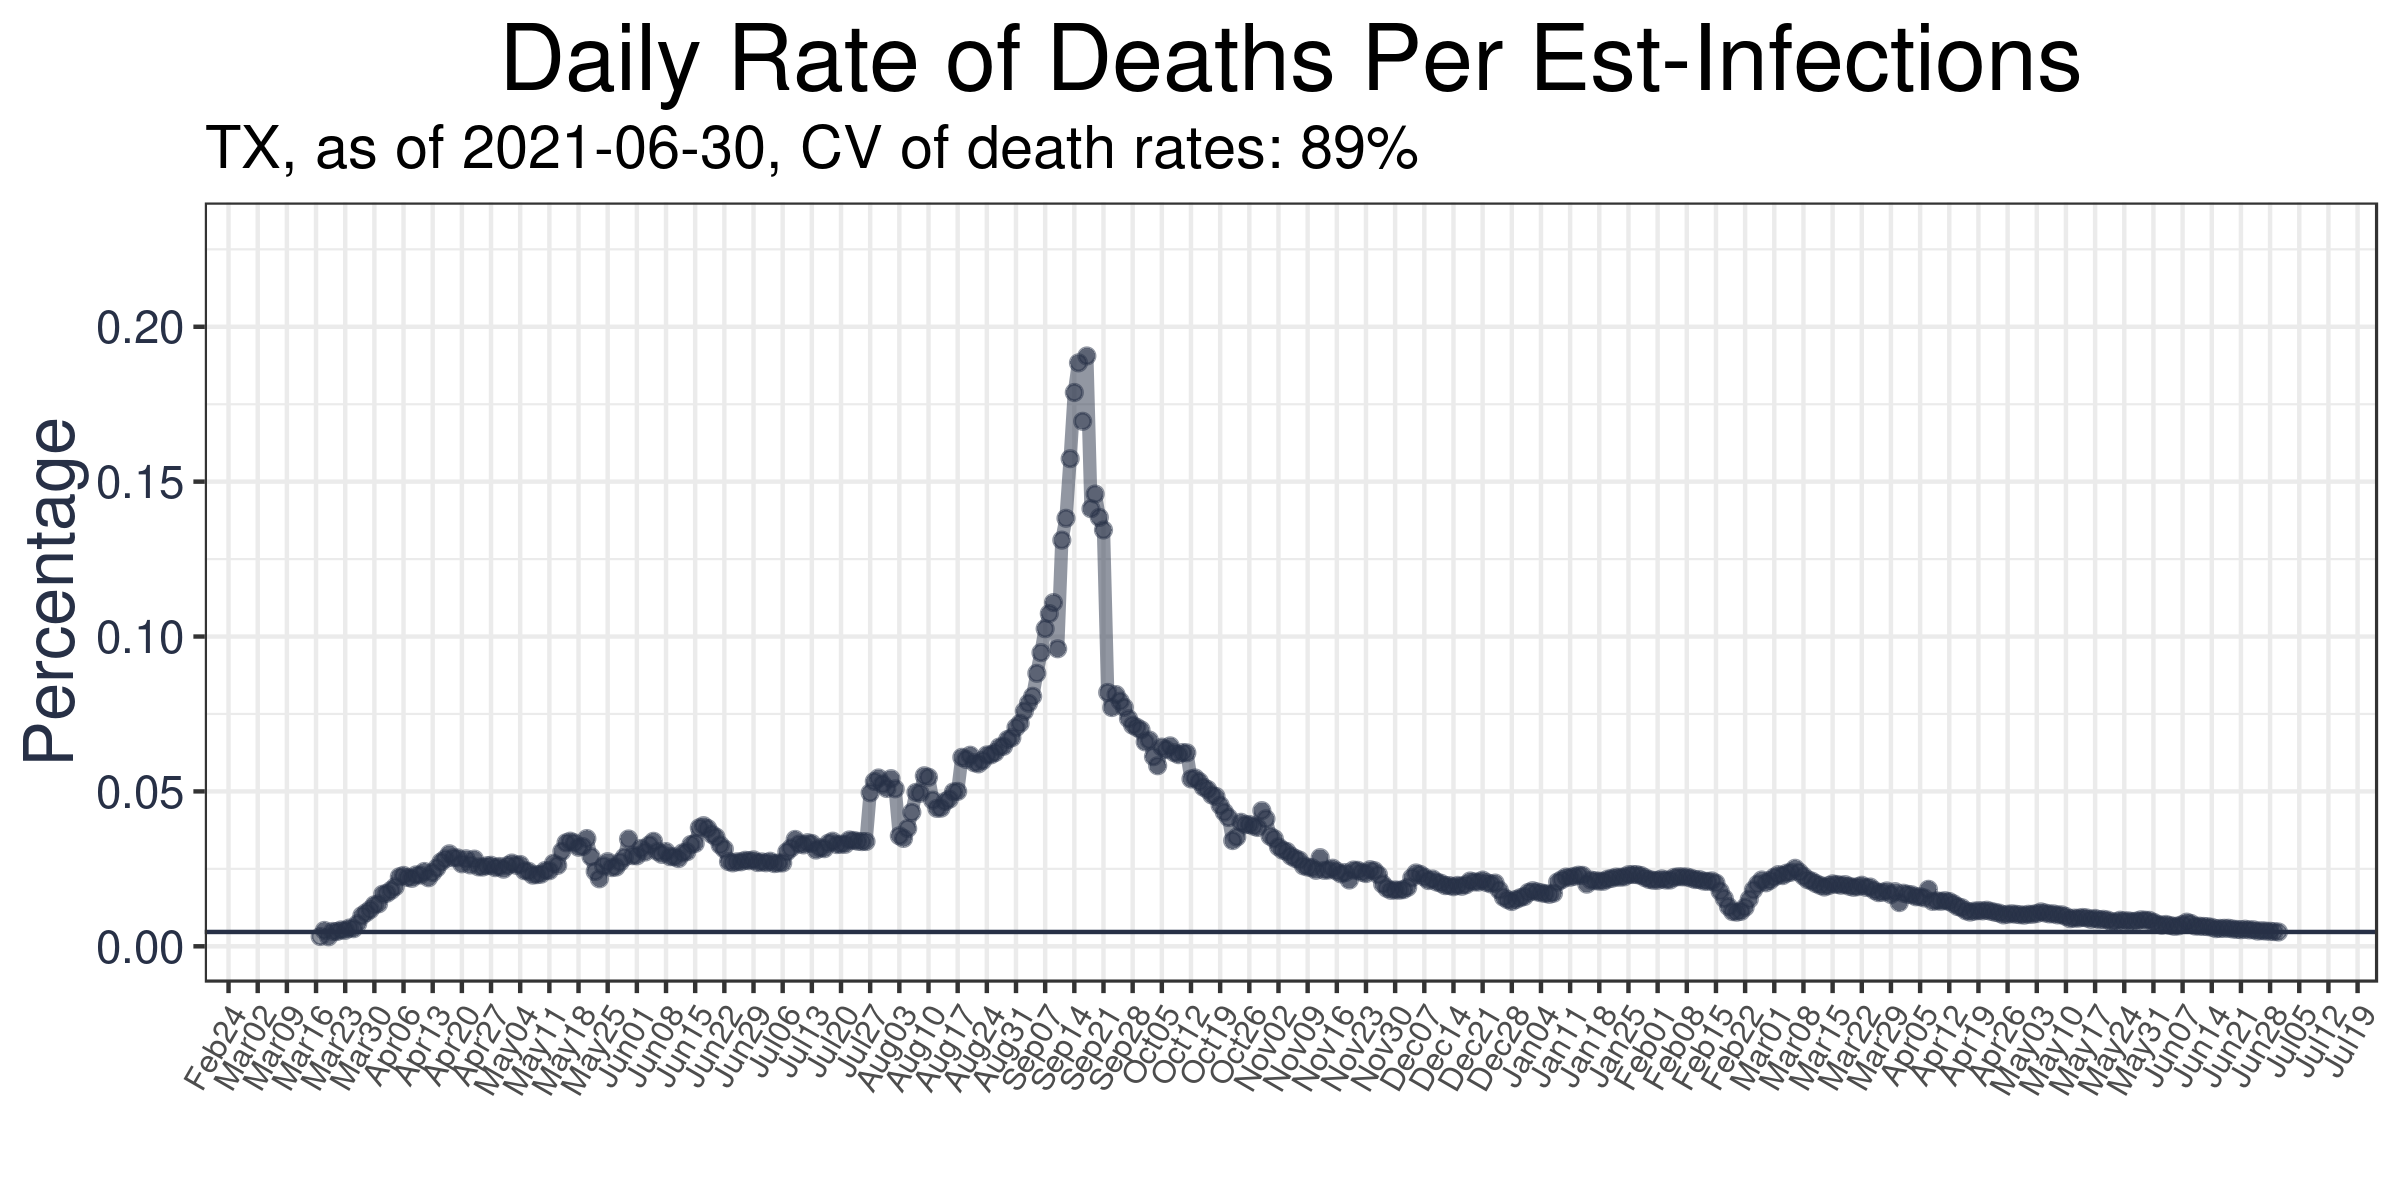 Daily Rate of Deaths Per Est-Infections
TX, as of 2021-06-30, CV of death rates: 89%
Percentage
0.20
0.15
0.10
0.05
0.00
Feb24
Mar02
Mar09
Mar16
Mar23
Mar30
Apr06
Apr13
Apr20
Apr27
May04
May11
May18
May25
Jun01
Jun08
Jun15
Jun22
Jun29
Jul06
Jul13
Jul20
Jul27
Aug03
Aug10
Aug17
Aug24
Aug31
Sep07
Sep14
Sep21
Sep28
Oct05
Oct12
Oct19
Oct26
Nov02
Nov09
Nov16
Nov23
Nov30
Dec07
Dec14
Dec21
Dec28
Jan04
Jan11
Jan18
Jan25
Feb01
Feb08
Feb15
Feb22
Mar01
Mar08
Mar15
Mar22
Mar29
Apr05
Apr12
Apr19
Apr26
May03
May10
May17
May24
May31
Jun07
Jun14
Jun21
Jun28
Jul05
Jul12
Jul19